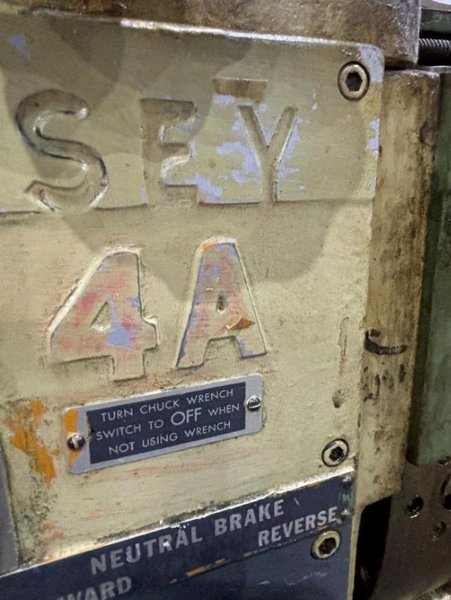 SEY
4A
TURN CHUCK WRENCH
SWITCH TO OFF WHEN
NOT USING WRENCH
NEUTRAL BRAKE
WARD REVERSE